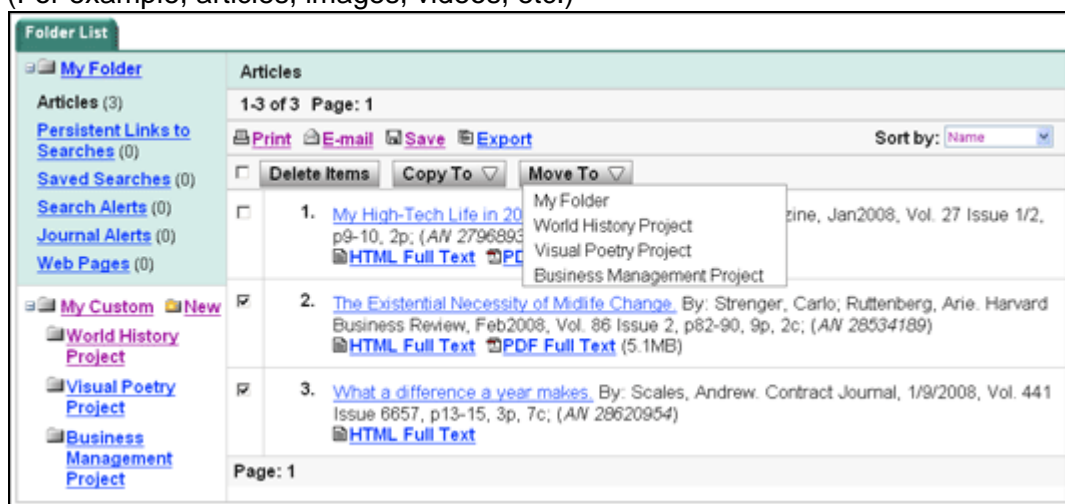 (For example, articles, images, videos, etc.)
Folder List
My Folder
Articles (3)
Persistent Links to
Searches (0)
Saved Searches (0)
Search Alerts (0)
Journal Alerts (0)
Web Pages (0)
My Custom New
World History
Project
Visual Poetry
Project
Business
Management
Project
Articles
1-3 of 3 Page: 1
Print E-mail Save Export Sort by: Name
Delete Items Copy To Move To
My Folder
World History Project
Visual Poetry Project
Business Management Project
1. My High-Tech Life in 20 zine, Jan2008, Vol. 27 Issue 1/2,
p9-10, 2p; (AN 2796893
HTML Full Text
2. The Existential Necessity of Midlife Change. By: Strenger, Carlo; Ruttenberg, Arie. Harvard
Business Review, Feb2008, Vol. 86 Issue 2, p82-90, 9p, 2c; (AN 28534189)
HTML Full Text PDF Full Text (5.1MB)
3. What a difference a year makes. By: Scales, Andrew. Contract Journal, 1/9/2008, Vol. 441
Issue 6657, p13-15, 3p, 7c; (AN 28620954)
HTML Full Text
Page: 1